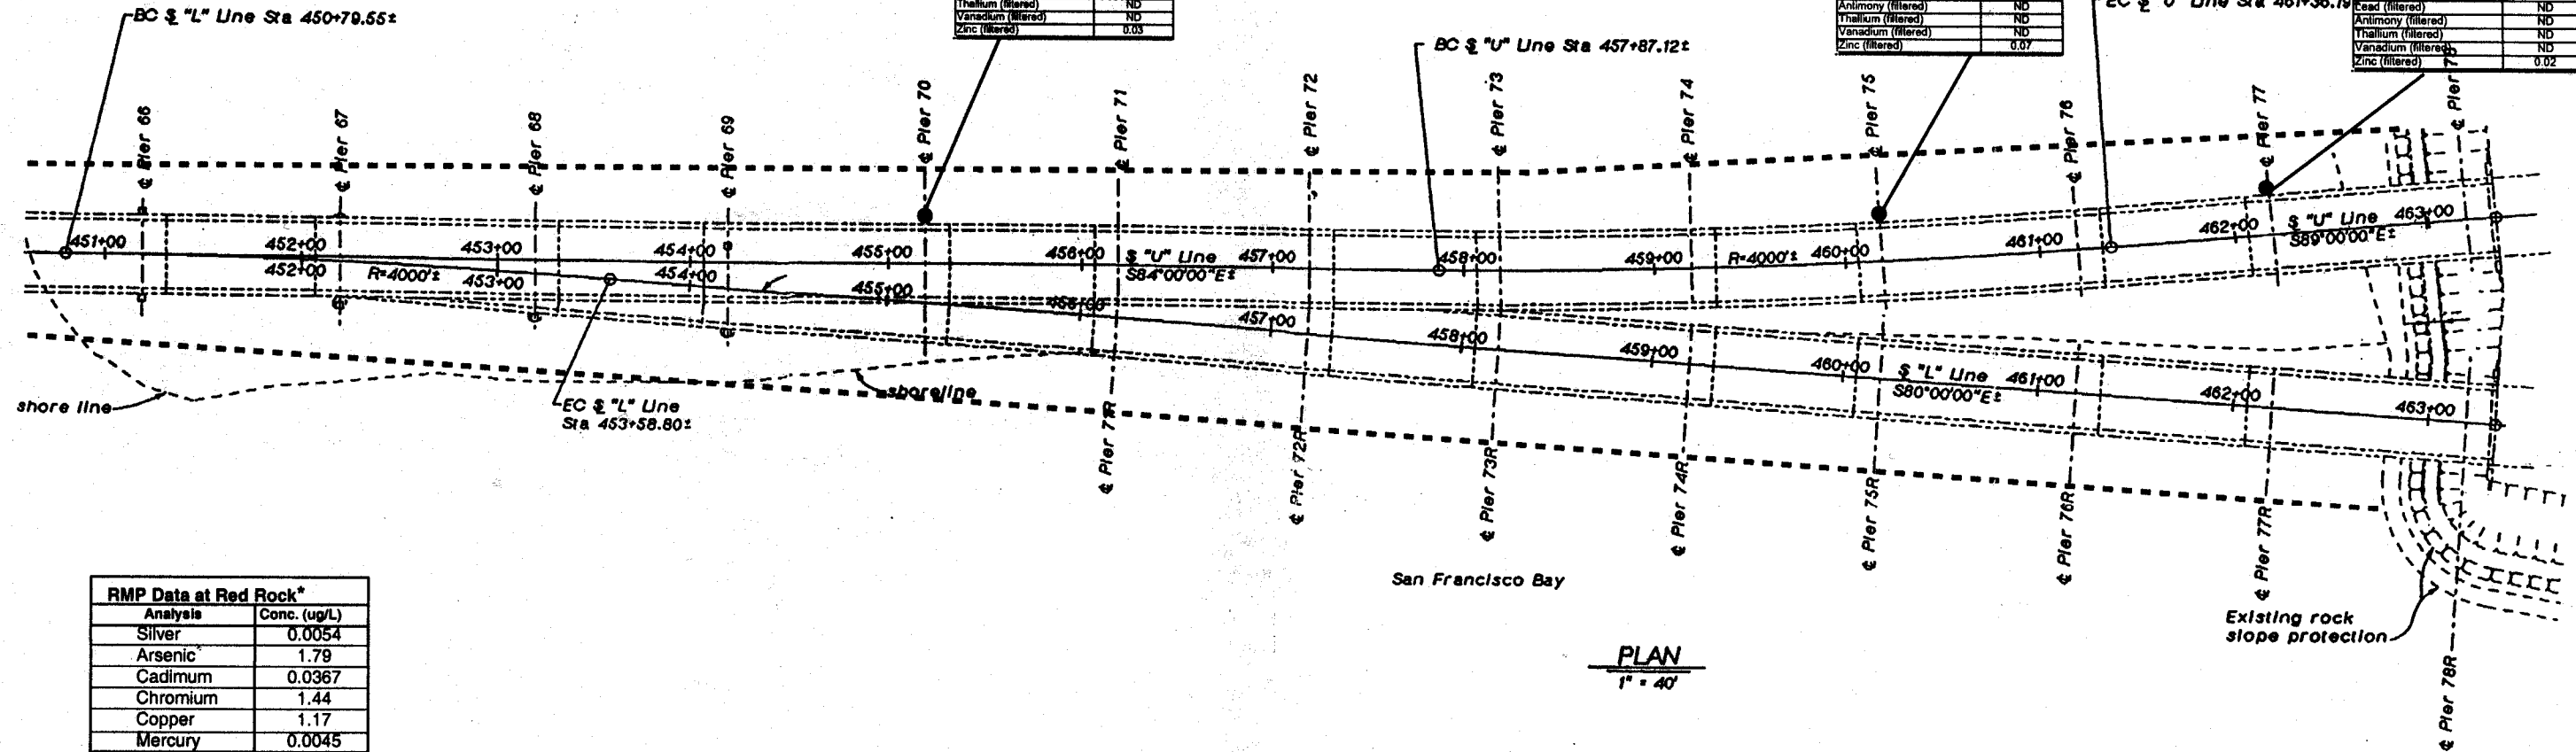 BC ⅊ "L" Line Sta 450+79.55±
Thallium (filtered) ND
Vanadium (filtered) ND
Zinc (filtered) 0.03
BC ⅊ "U" Line Sta 457+87.12±
Antimony (filtered) ND
Thallium (filtered) ND
Vanadium (filtered) ND
Zinc (filtered) 0.07
Lead (filtered) ND
Antimony (filtered) ND
Thallium (filtered) ND
Vanadium (filtered) ND
Zinc (filtered) 0.02
℄ Pier 66
℄ Pier 67
℄ Pier 68
℄ Pier 69
℄ Pier 70
℄ Pier 71
℄ Pier 72
℄ Pier 73
℄ Pier 74
℄ Pier 75
℄ Pier 76
℄ Pier 77
451+00
452+00
453+00
454+00
455+00
456+00
⅊ "U" Line
S84°00'00"E±
457+00
458+00
459+00
R=4000'±
460+00
461+00
462+00
⅊ "U" Line
S89°00'00"E±
463+00
452+00
R=4000'±
453+00
454+00
455+00
456+00
457+00
458+00
459+00
460+00
⅊ "L" Line
S80°00'00"E±
461+00
462+00
463+00
shore line
EC ⅊ "L" Line
Sta 453+58.80±
shoreline
℄ Pier 71R
℄ Pier 72R
℄ Pier 73R
℄ Pier 74R
℄ Pier 75R
℄ Pier 76R
℄ Pier 77R
℄ Pier 78R
San Francisco Bay
Existing rock
slope protection
PLAN
1" = 40'
RMP Data at Red Rock*
Analysis Conc. (ug/L)
Silver 0.0054
Arsenic 1.79
Cadimum 0.0367
Chromium 1.44
Copper 1.17
Mercury 0.0045